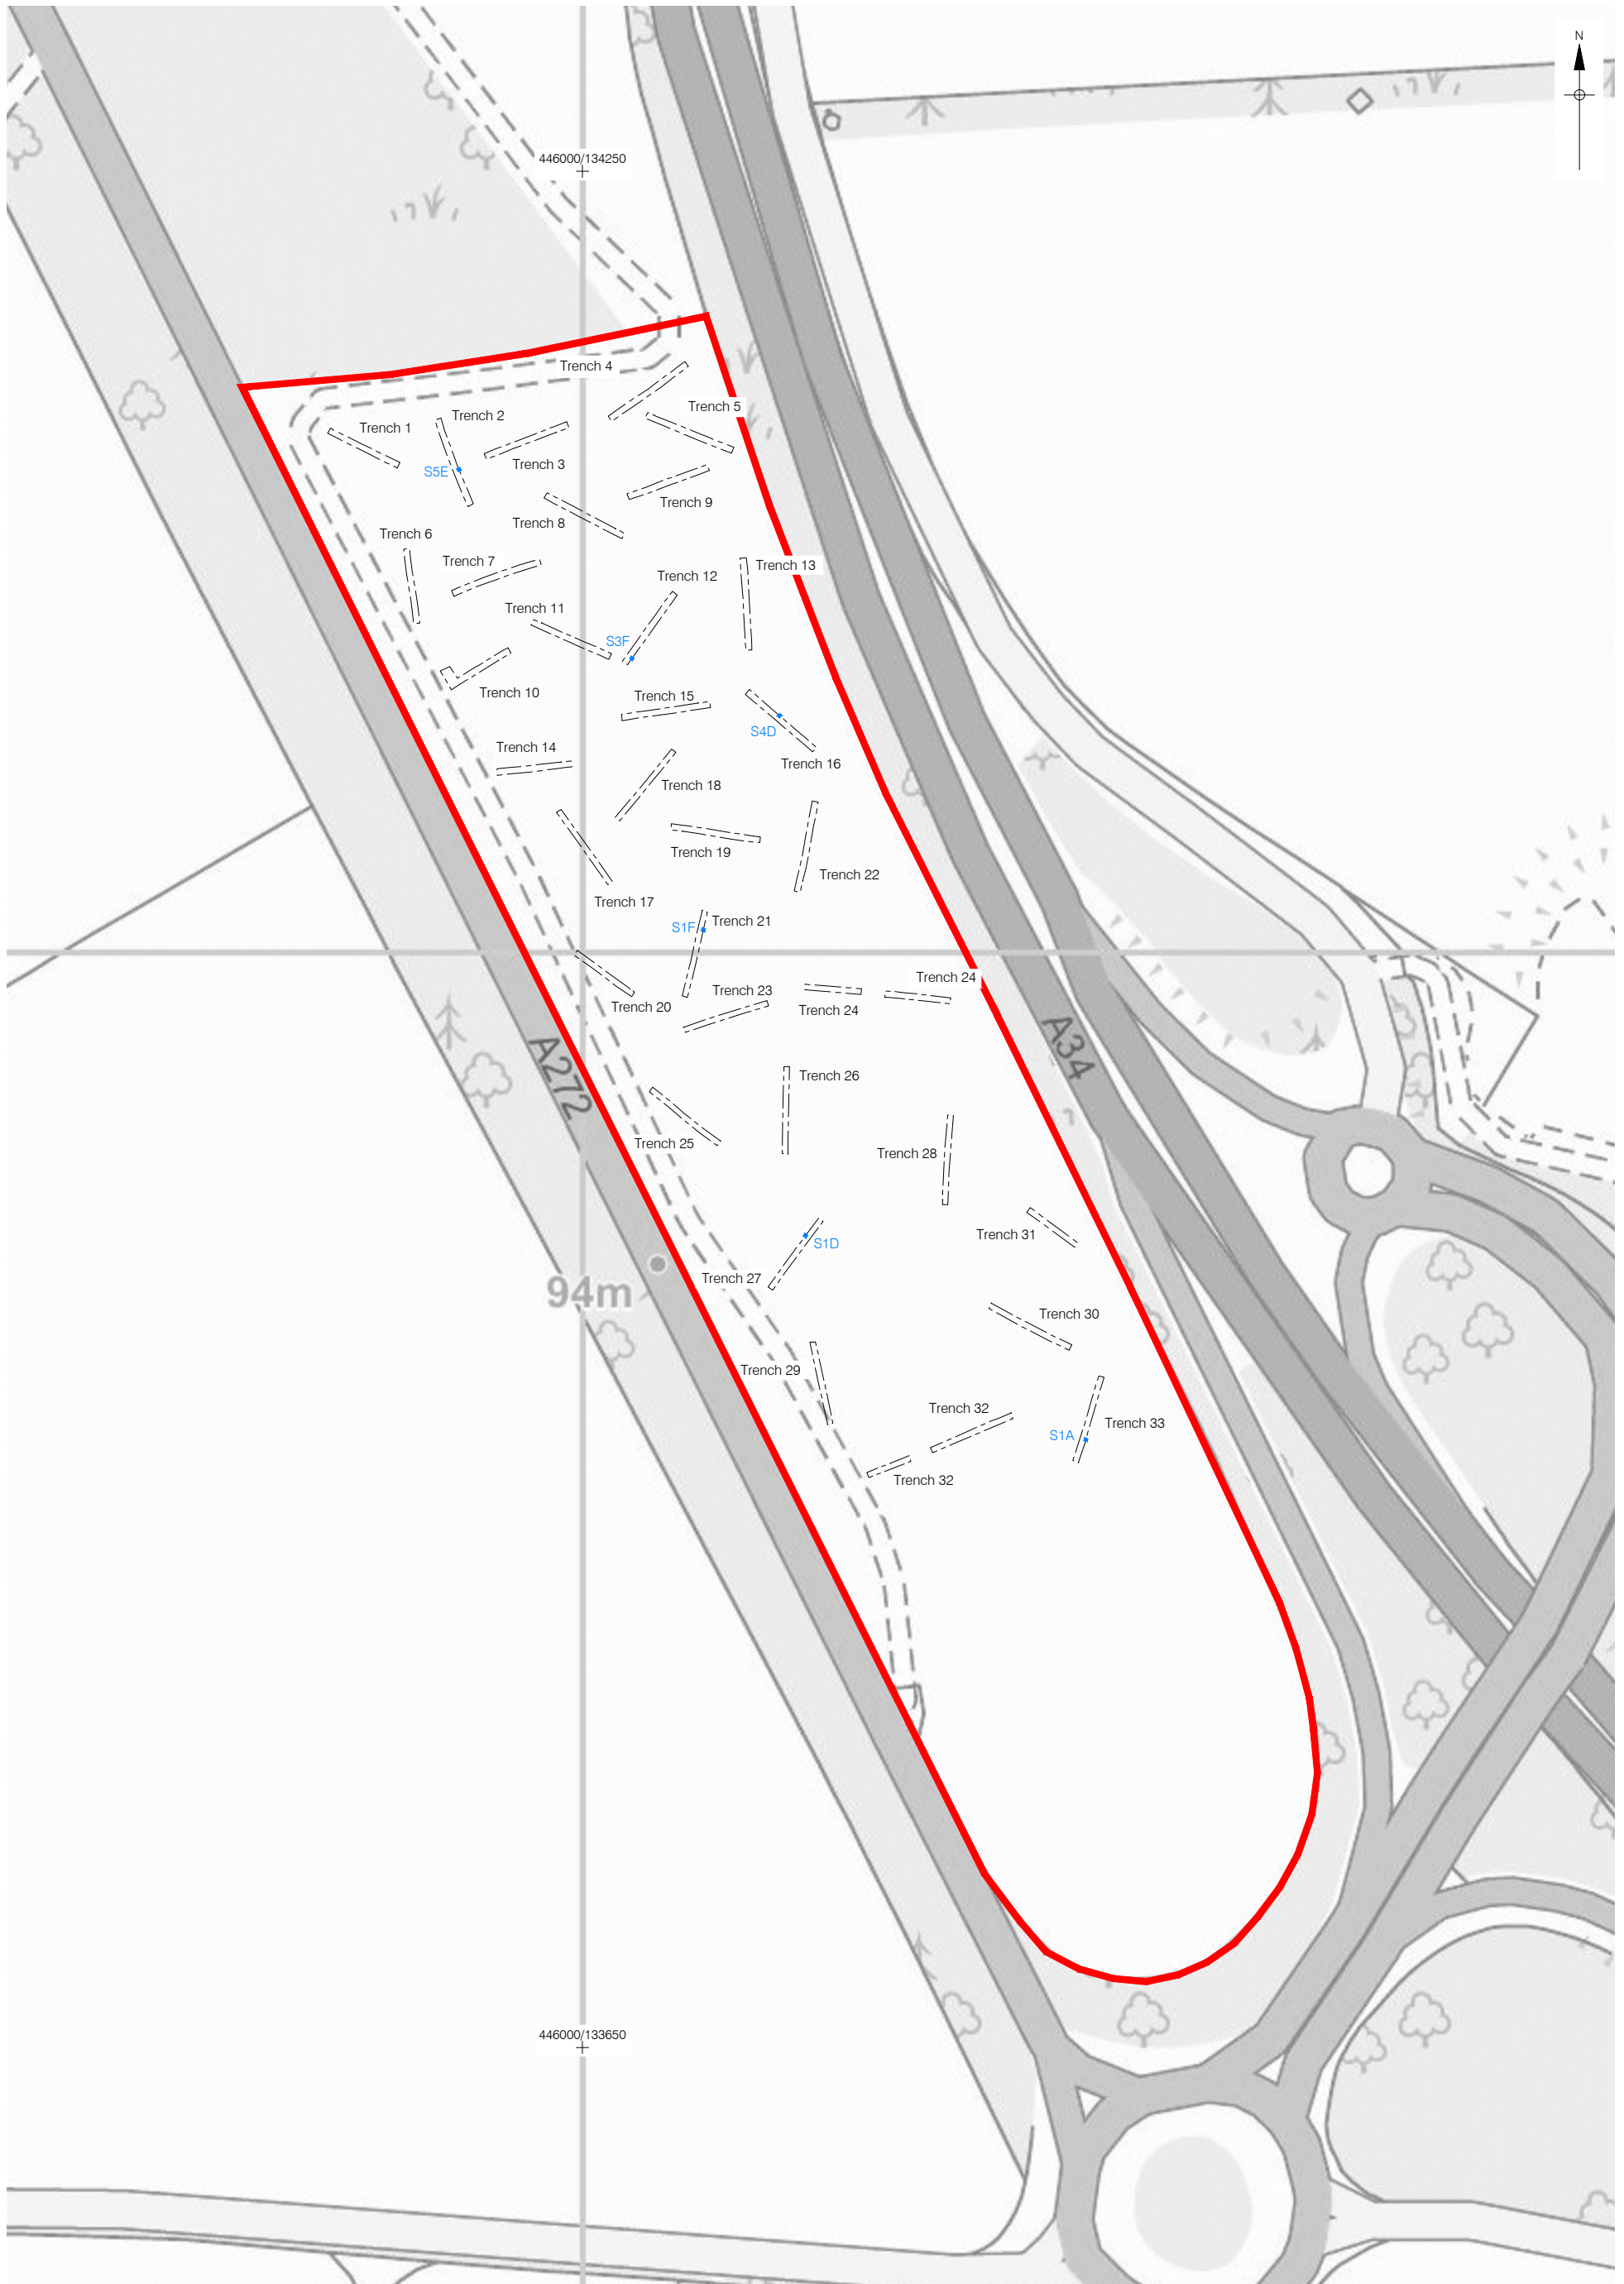 N
446000/134250
Trench 4
Trench 5
Trench 2
Trench 1
Trench 3
S5E
Trench 9
Trench 8
Trench 6
Trench 7
Trench 13
Trench 12
Trench 11
S3F
Trench 10
Trench 15
S4D
Trench 14
Trench 16
Trench 18
Trench 19
Trench 22
Trench 17
S1F
Trench 21
Trench 24
Trench 23
Trench 20
Trench 24
A34
A272
Trench 26
Trench 25
Trench 28
Trench 31
S1D
Trench 27
94m
Trench 30
Trench 29
Trench 32
Trench 33
S1A
Trench 32
446000/133650